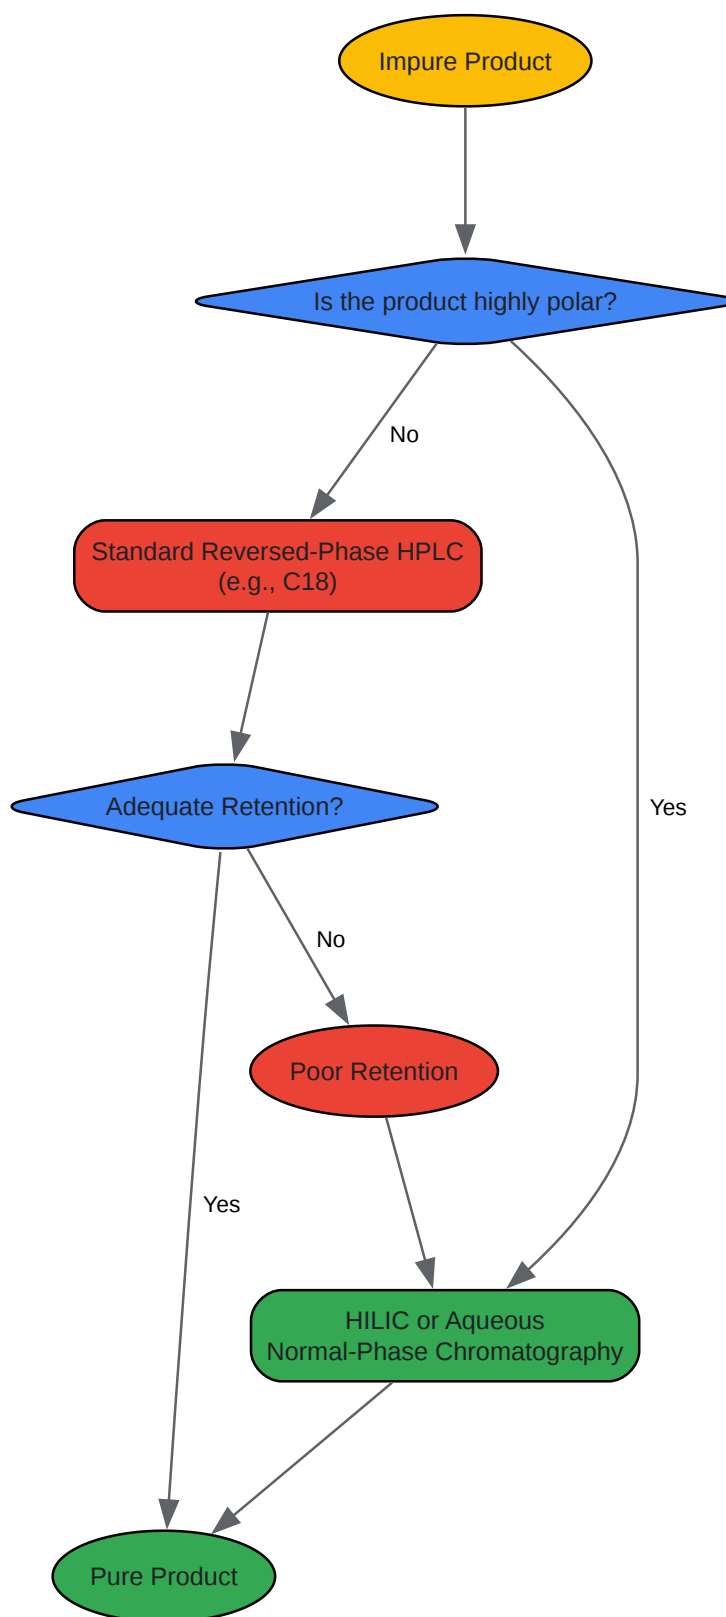 Impure Product
Is the product highly polar?
No
Standard Reversed-Phase HPLC
(e.g., C18)
Adequate Retention?
Yes
No
Poor Retention
Yes
HILIC or Aqueous
Normal-Phase Chromatography
Pure Product